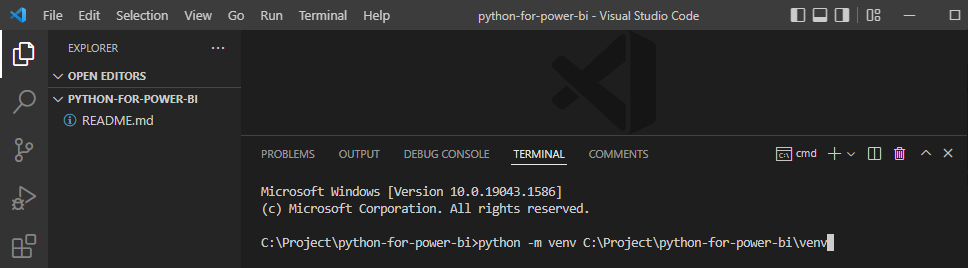 File Edit Selection View Go Run Terminal Help python-for-power-bi - Visual Studio Code
EXPLORER
OPEN EDITORS
PYTHON-FOR-POWER-BI
README.md
PROBLEMS OUTPUT DEBUG CONSOLE TERMINAL COMMENTS cmd
Microsoft Windows [Version 10.0.19043.1586]
(c) Microsoft Corporation. All rights reserved.
C:\Project\python-for-power-bi>python -m venv C:\Project\python-for-power-bi\venv